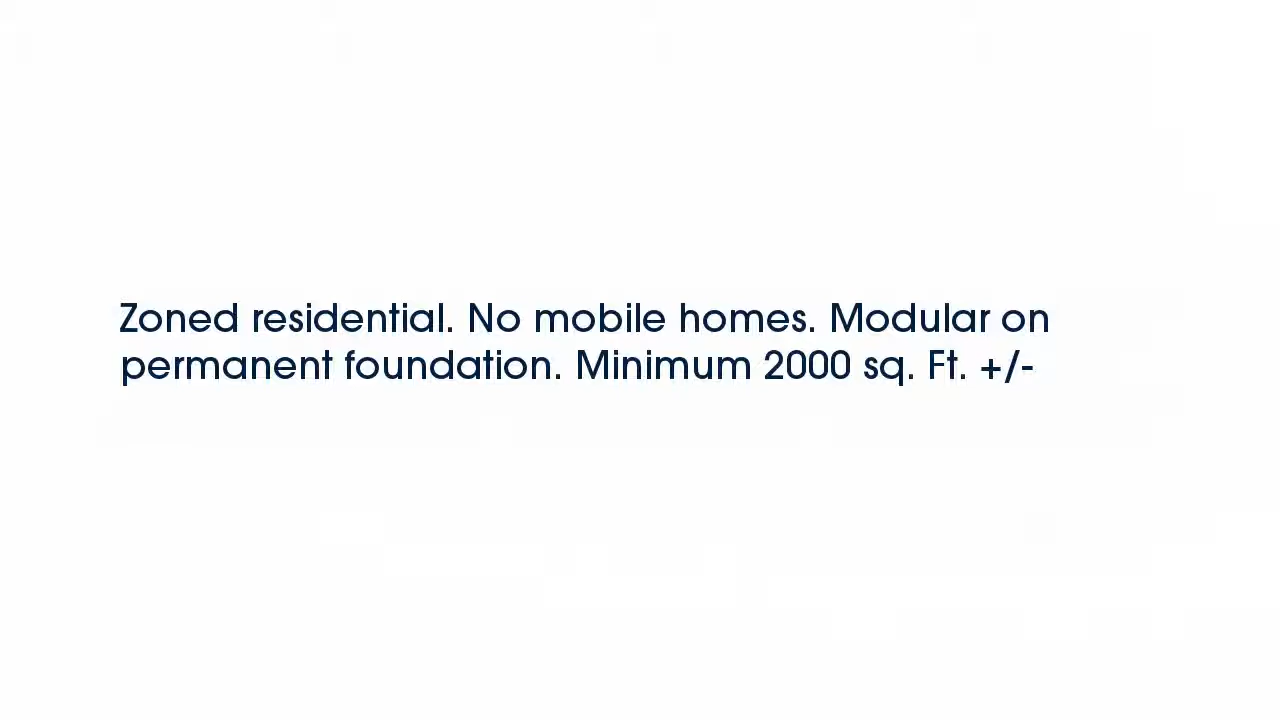 Zoned residential. No mobile homes. Modular on
permanent foundation. Minimum 2000 sq. Ft. +/-